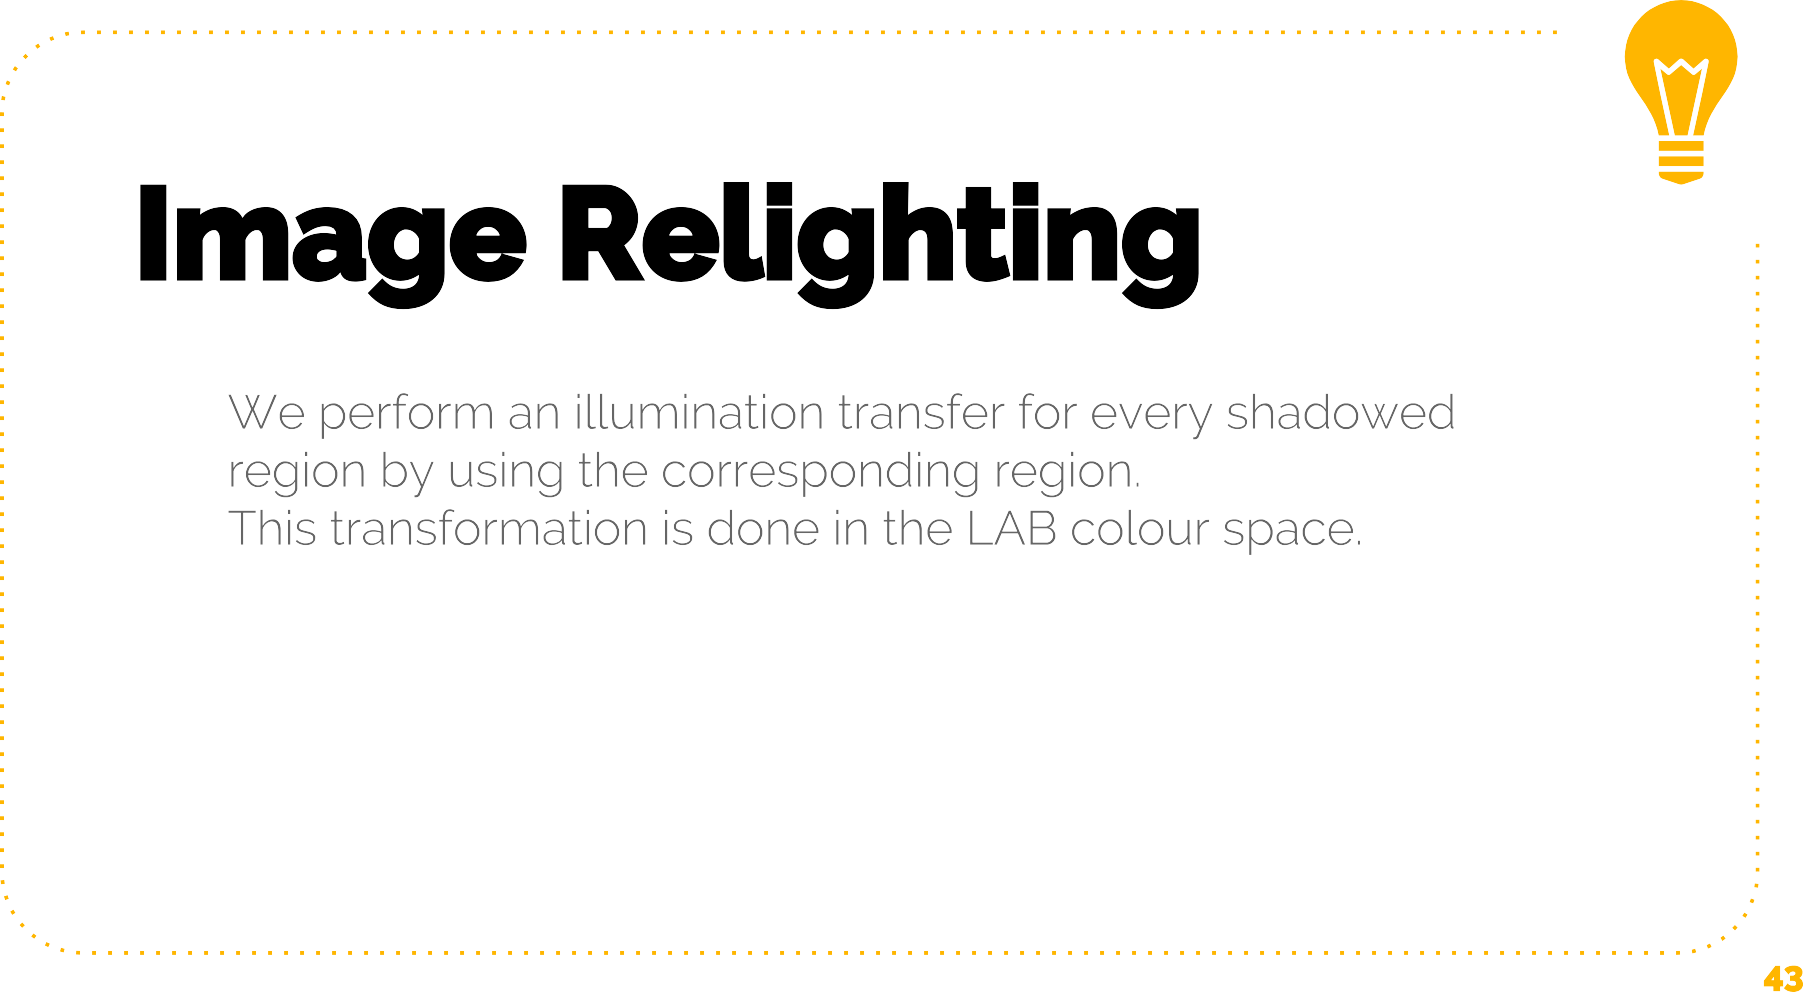 Image Relighting
We perform an illumination transfer for every shadowed
region by using the corresponding region.
This transformation is done in the LAB colour space.
43